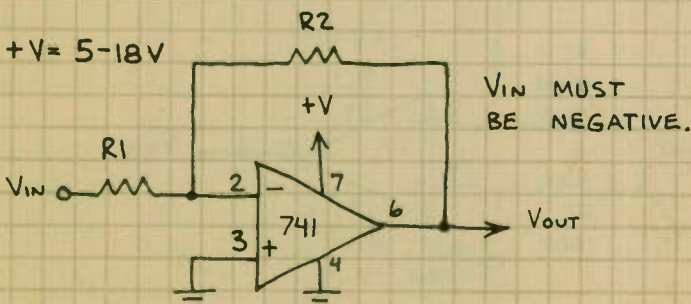 R2
+V = 5-18V
+V
VIN MUST
BE NEGATIVE.
R1
VIN
2
-
7
741
6
VOUT
3
+
4